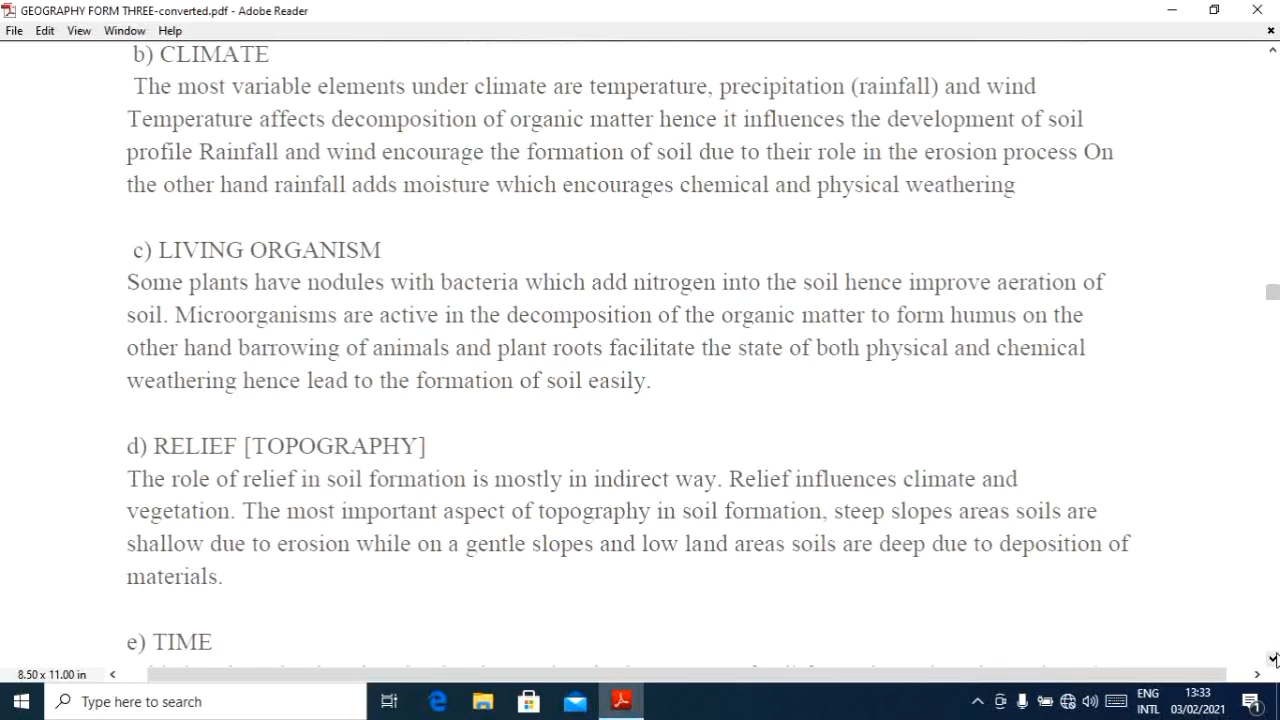 GEOGRAPHY FORM THREE-converted.pdf - Adobe Reader
File Edit View Window Help
b) CLIMATE
The most variable elements under climate are temperature, precipitation (rainfall) and wind
Temperature affects decomposition of organic matter hence it influences the development of soil
profile Rainfall and wind encourage the formation of soil due to their role in the erosion process On
the other hand rainfall adds moisture which encourages chemical and physical weathering
c) LIVING ORGANISM
Some plants have nodules with bacteria which add nitrogen into the soil hence improve aeration of
soil. Microorganisms are active in the decomposition of the organic matter to form humus on the
other hand barrowing of animals and plant roots facilitate the state of both physical and chemical
weathering hence lead to the formation of soil easily.
d) RELIEF [TOPOGRAPHY]
The role of relief in soil formation is mostly in indirect way. Relief influences climate and
vegetation. The most important aspect of topography in soil formation, steep slopes areas soils are
shallow due to erosion while on a gentle slopes and low land areas soils are deep due to deposition of
materials.
e) TIME
8.50 x 11.00 in
Type here to search
ENG
INTL
13:33
03/02/2021
1